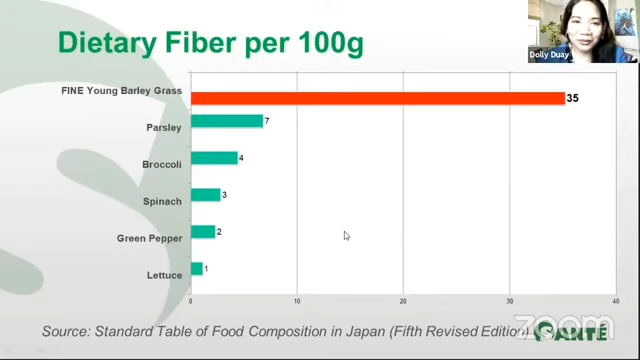 Dietary Fiber per 100g
Dolly Duay
FINE Young Barley Grass
35
Parsley
7
Broccoli
4
Spinach
3
Green Pepper
2
Lettuce
1
0 10 20 30 40
Source: Standard Table of Food Composition in Japan (Fifth Revised Edition)
zoom